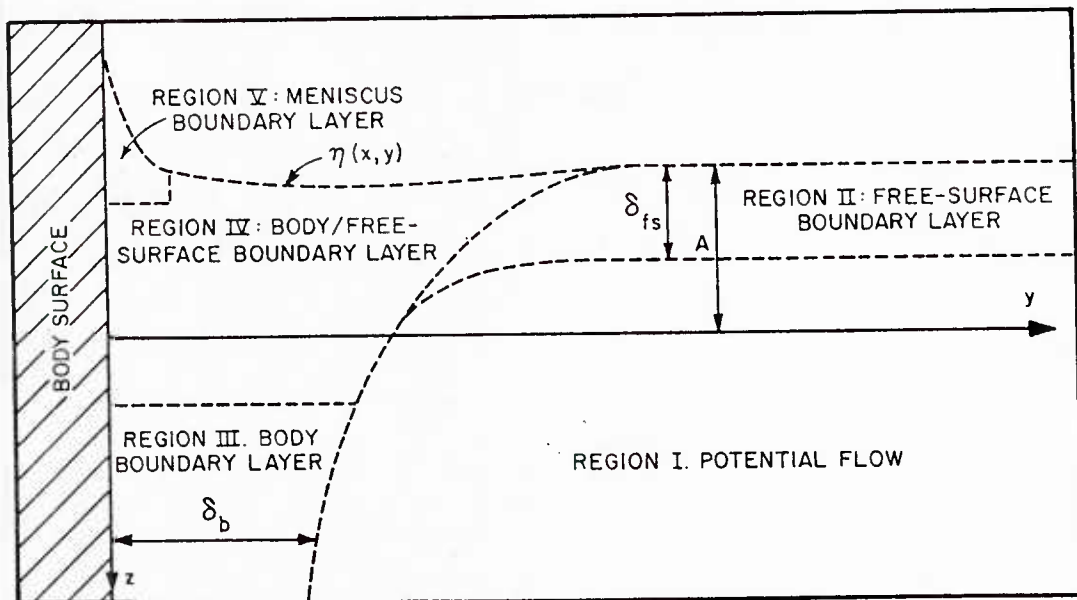 REGION V: MENISCUS
BOUNDARY LAYER
η(x,y)
REGION IV: BODY/FREE-
SURFACE BOUNDARY LAYER
δfs
A
REGION II: FREE-SURFACE
BOUNDARY LAYER
y
BODY SURFACE
REGION III. BODY
BOUNDARY LAYER
REGION I. POTENTIAL FLOW
δb
z